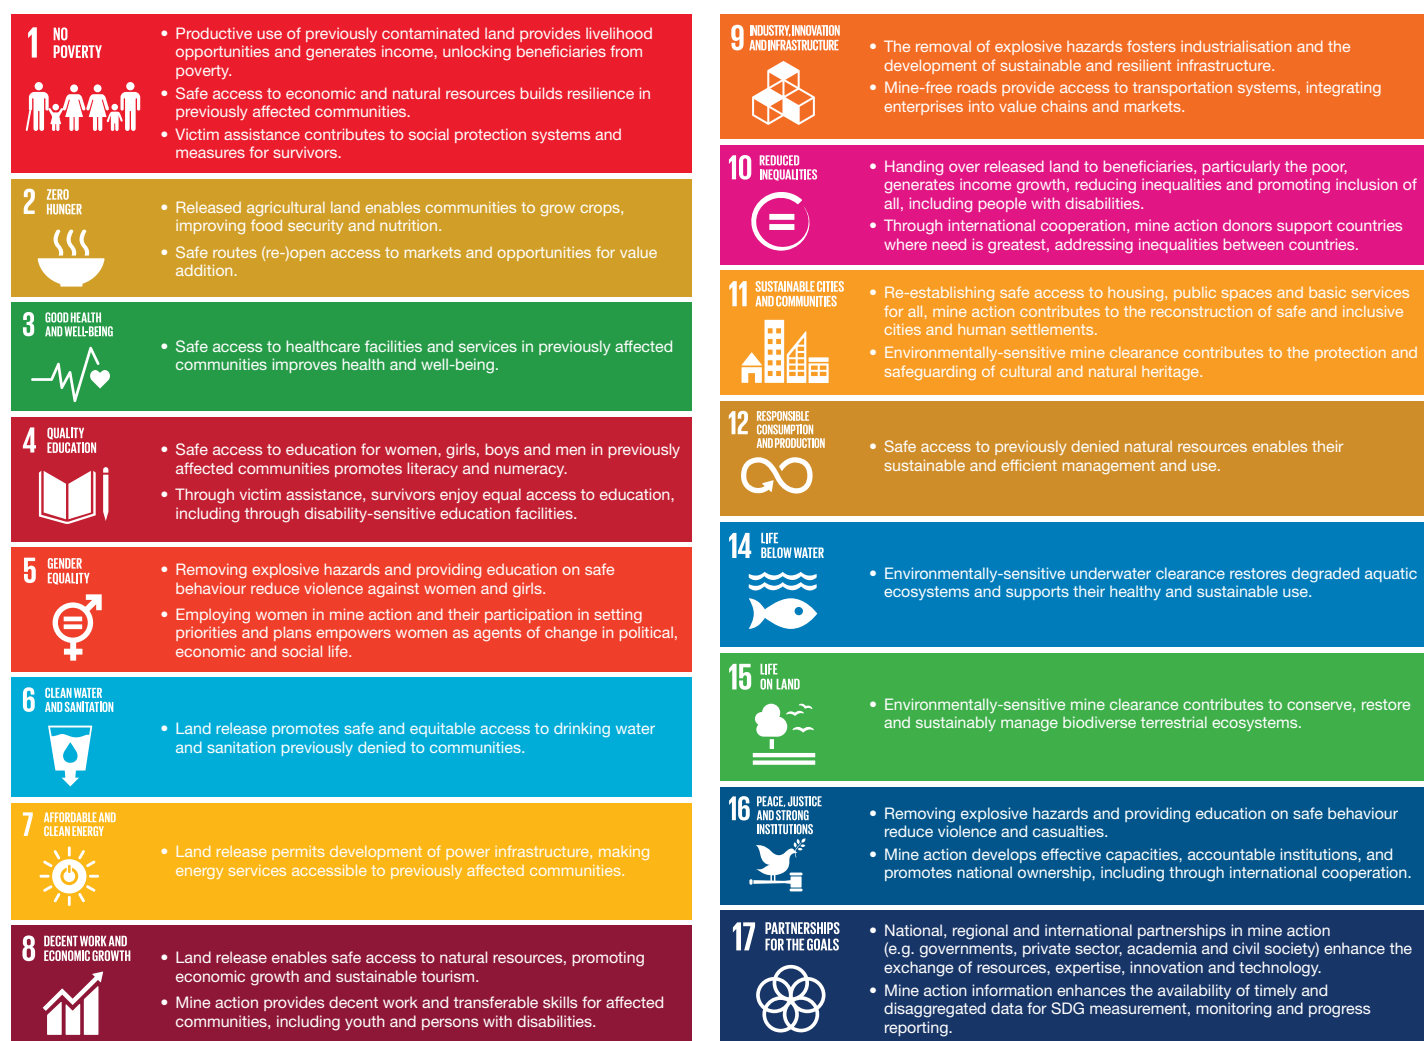 1 NO
POVERTY
• Productive use of previously contaminated land provides livelihood
opportunities and generates income, unlocking beneficiaries from
poverty.
• Safe access to economic and natural resources builds resilience in
previously affected communities.
• Victim assistance contributes to social protection systems and
measures for survivors.
2 ZERO
HUNGER
• Released agricultural land enables communities to grow crops,
improving food security and nutrition.
• Safe routes (re-)open access to markets and opportunities for value
addition.
3 GOOD HEALTH
AND WELL-BEING
• Safe access to healthcare facilities and services in previously affected
communities improves health and well-being.
4 QUALITY
EDUCATION
• Safe access to education for women, girls, boys and men in previously
affected communities promotes literacy and numeracy.
• Through victim assistance, survivors enjoy equal access to education,
including through disability-sensitive education facilities.
5 GENDER
EQUALITY
• Removing explosive hazards and providing education on safe
behaviour reduce violence against women and girls.
• Employing women in mine action and their participation in setting
priorities and plans empowers women as agents of change in political,
economic and social life.
6 CLEAN WATER
AND SANITATION
• Land release promotes safe and equitable access to drinking water
and sanitation previously denied to communities.
7 AFFORDABLE AND
CLEAN ENERGY
• Land release permits development of power infrastructure, making
energy services accessible to previously affected communities.
8 DECENT WORK AND
ECONOMIC GROWTH
• Land release enables safe access to natural resources, promoting
economic growth and sustainable tourism.
• Mine action provides decent work and transferable skills for affected
communities, including youth and persons with disabilities.
9 INDUSTRY, INNOVATION
AND INFRASTRUCTURE
• The removal of explosive hazards fosters industrialisation and the
development of sustainable and resilient infrastructure.
• Mine-free roads provide access to transportation systems, integrating
enterprises into value chains and markets.
10 REDUCED
INEQUALITIES
• Handing over released land to beneficiaries, particularly the poor,
generates income growth, reducing inequalities and promoting inclusion of
all, including people with disabilities.
• Through international cooperation, mine action donors support countries
where need is greatest, addressing inequalities between countries.
11 SUSTAINABLE CITIES
AND COMMUNITIES
• Re-establishing safe access to housing, public spaces and basic services
for all, mine action contributes to the reconstruction of safe and inclusive
cities and human settlements.
• Environmentally-sensitive mine clearance contributes to the protection and
safeguarding of cultural and natural heritage.
12 RESPONSIBLE
CONSUMPTION
AND PRODUCTION
• Safe access to previously denied natural resources enables their
sustainable and efficient management and use.
14 LIFE
BELOW WATER
• Environmentally-sensitive underwater clearance restores degraded aquatic
ecosystems and supports their healthy and sustainable use.
15 LIFE
ON LAND
• Environmentally-sensitive mine clearance contributes to conserve, restore
and sustainably manage biodiverse terrestrial ecosystems.
16 PEACE, JUSTICE
AND STRONG
INSTITUTIONS
• Removing explosive hazards and providing education on safe behaviour
reduce violence and casualties.
• Mine action develops effective capacities, accountable institutions, and
promotes national ownership, including through international cooperation.
17 PARTNERSHIPS
FOR THE GOALS
• National, regional and international partnerships in mine action
(e.g. governments, private sector, academia and civil society) enhance the
exchange of resources, expertise, innovation and technology.
• Mine action information enhances the availability of timely and
disaggregated data for SDG measurement, monitoring and progress
reporting.